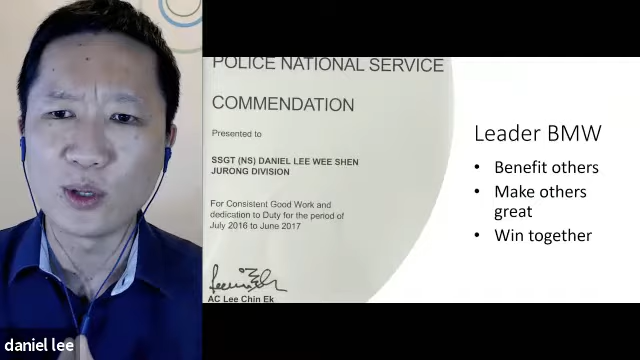 POLICE NATIONAL SERVICE
COMMENDATION
Presented to
SSGT (NS) DANIEL LEE WEE SHEN
JURONG DIVISION
For Consistent Good Work and
dedication to Duty for the period of
July 2016 to June 2017
AC Lee Chin Ek
Leader BMW
• Benefit others
• Make others
great
• Win together
daniel lee